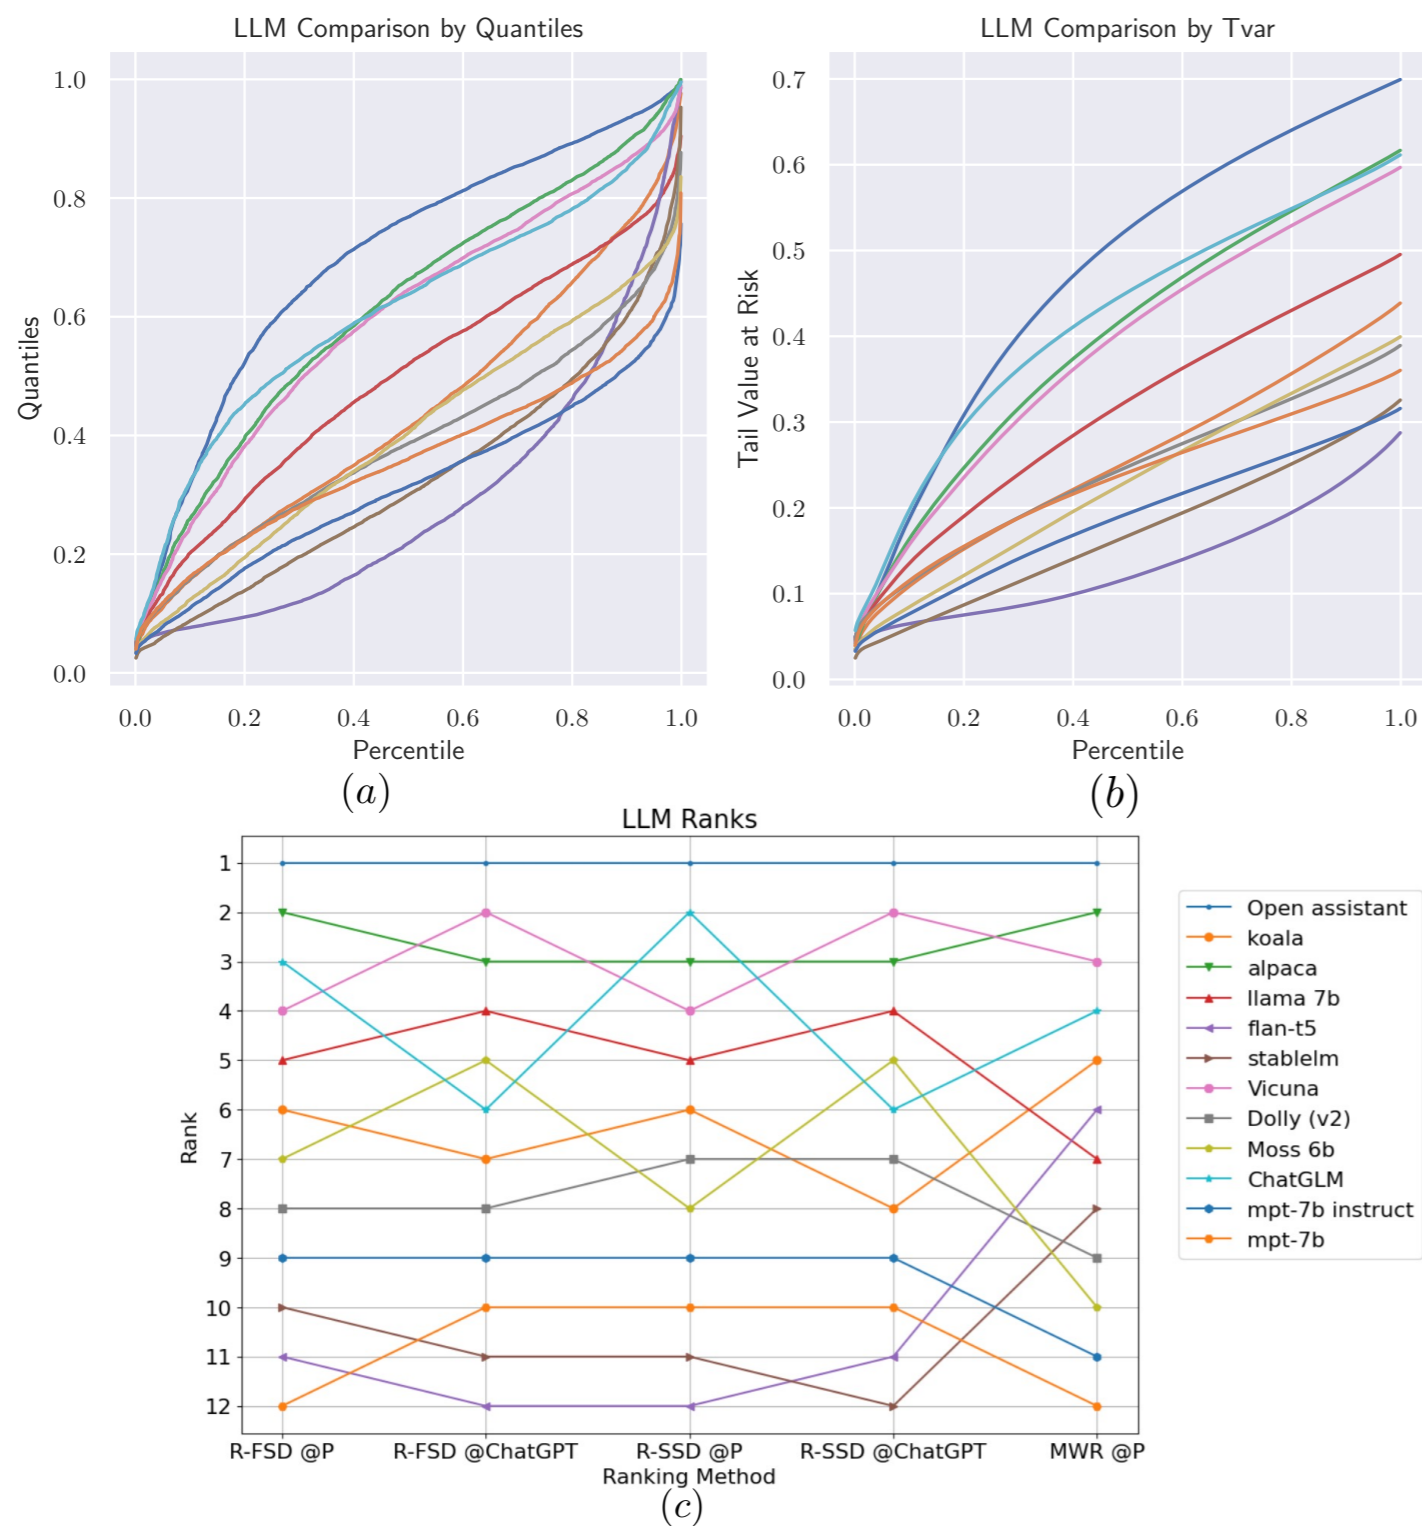 LLM Comparison by Quantiles
1.0
0.8
0.6
0.4
0.2
0.0
Quantiles
0.0 0.2 0.4 0.6 0.8 1.0
Percentile
(a)
LLM Comparison by Tvar
0.7
0.6
0.5
0.4
0.3
0.2
0.1
0.0
Tail Value at Risk
0.0 0.2 0.4 0.6 0.8 1.0
Percentile
(b)
LLM Ranks
1
2
3
4
5
6
7
8
9
10
11
12
Rank
R-FSD @P R-FSD @ChatGPT R-SSD @P R-SSD @ChatGPT MWR @P
Ranking Method
(c)
Open assistant
koala
alpaca
llama 7b
flan-t5
stablelm
Vicuna
Dolly (v2)
Moss 6b
ChatGLM
mpt-7b instruct
mpt-7b